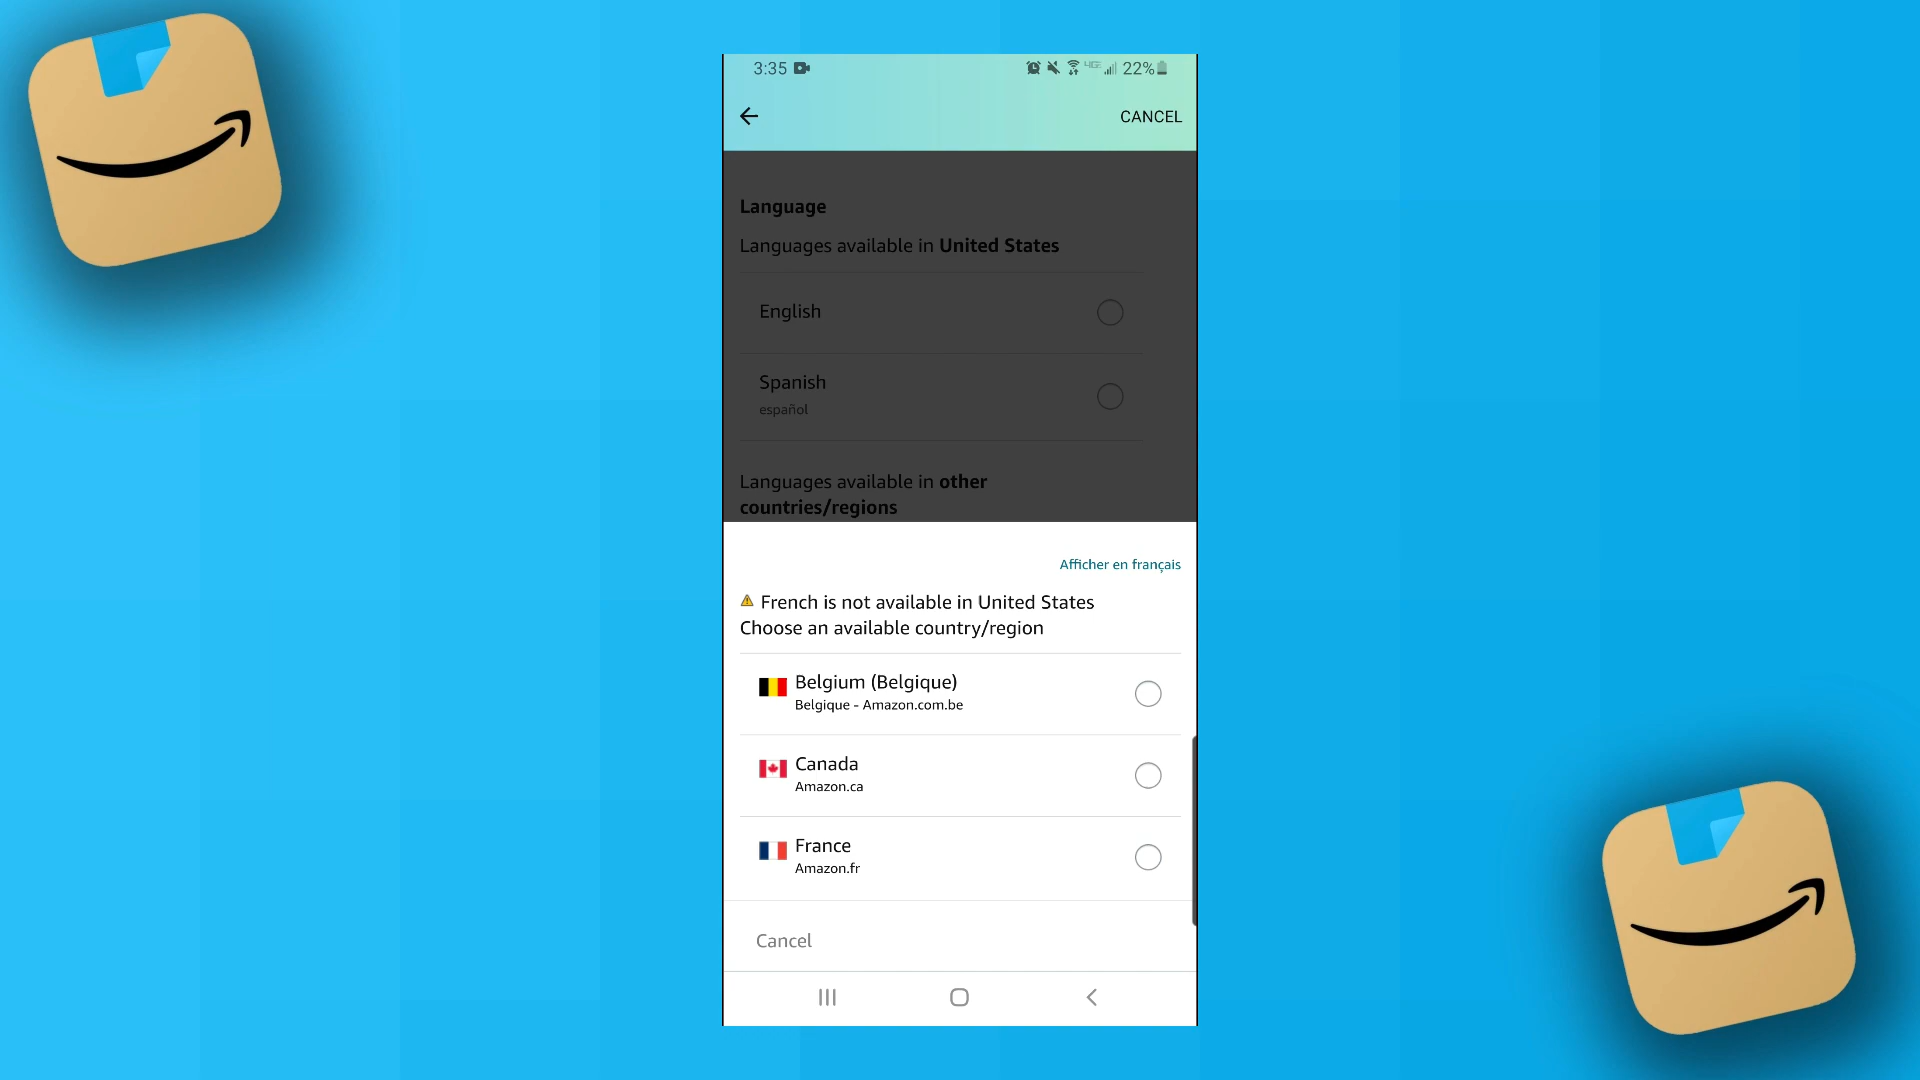 3:35
4GE 22%
CANCEL
Language
Languages available in United States
English
Spanish
español
Languages available in other
countries/regions
Afficher en français
French is not available in United States
Choose an available country/region
Belgium (Belgique)
Belgique - Amazon.com.be
Canada
Amazon.ca
France
Amazon.fr
Cancel